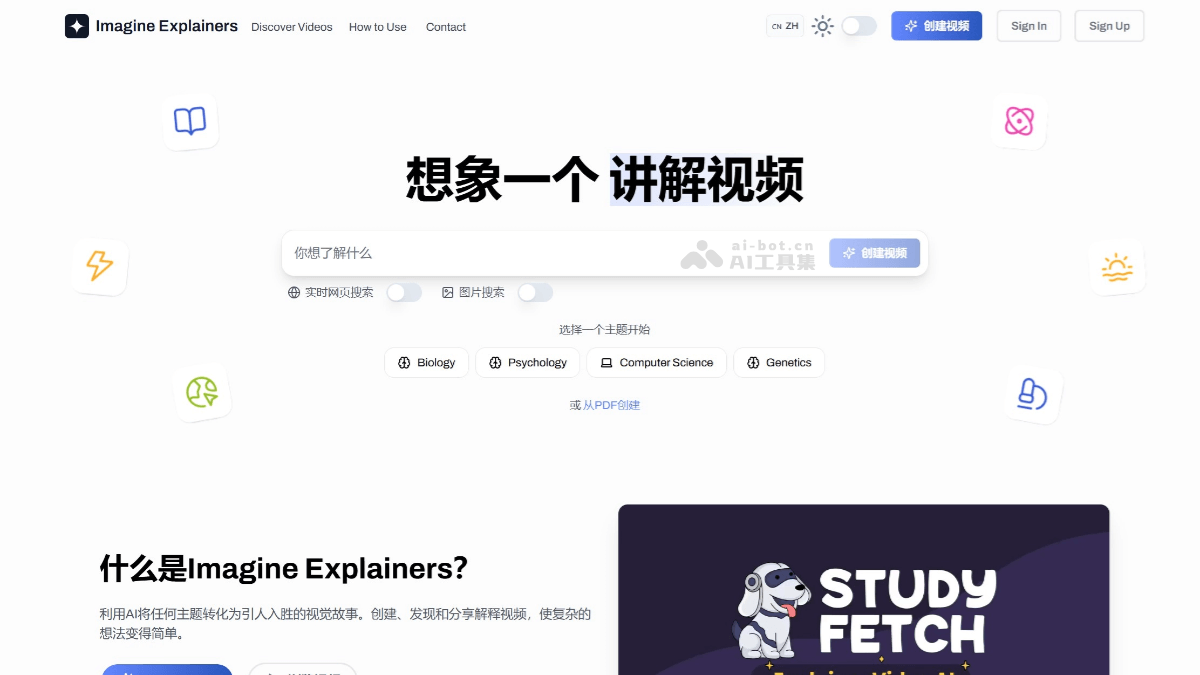 Imagine Explainers Discover Videos How to Use Contact CN ZH 创建视频 Sign In Sign Up
想象一个 讲解视频
你想了解什么
ai-bot.cn
AI工具集
创建视频
实时网页搜索 图片搜索
选择一个主题开始
Biology Psychology Computer Science Genetics
或 从PDF创建
什么是Imagine Explainers?
利用AI将任何主题转化为引人入胜的视觉故事。创建、发现和分享解释视频，使复杂的
想法变得简单。
STUDY
FETCH